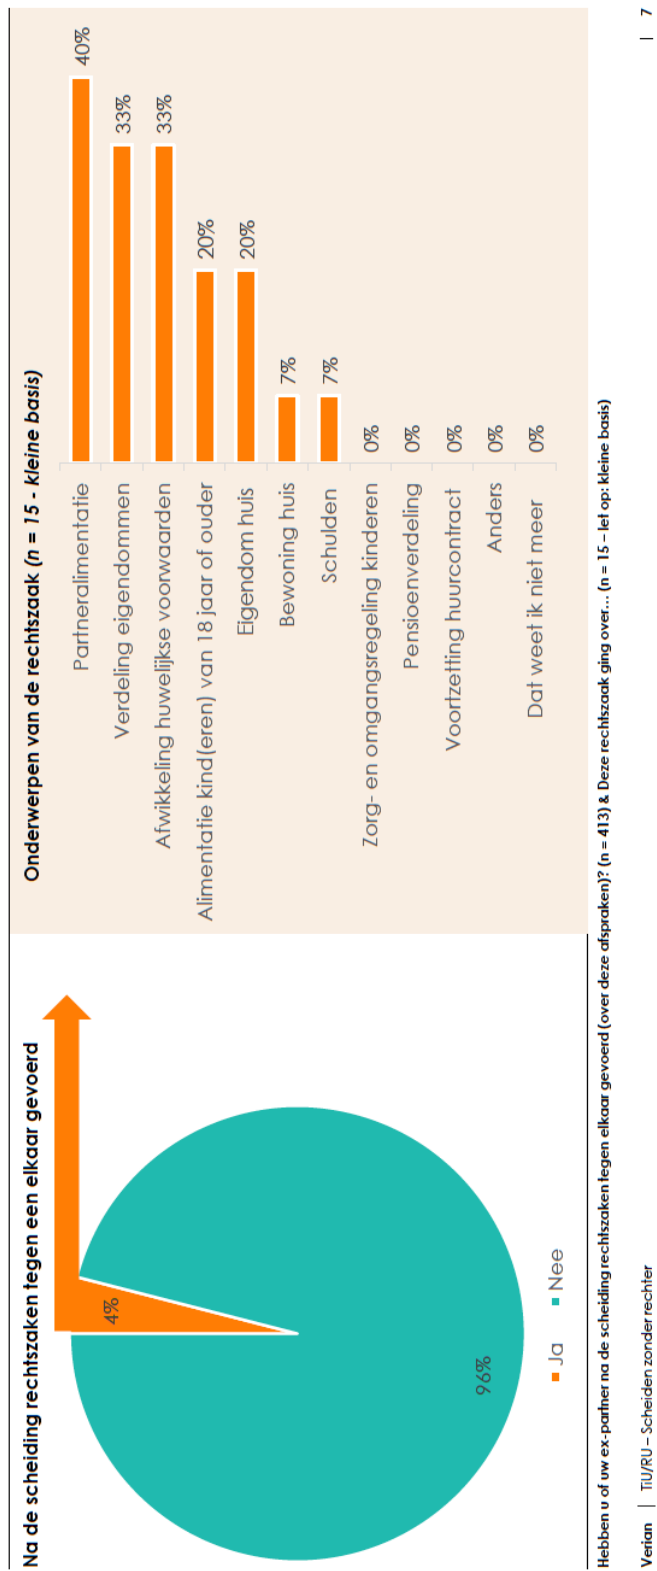 Na de scheiding rechtszaken tegen een elkaar gevoerd
4%
96%
Ja
Nee
Onderwerpen van de rechtszaak (n = 15 - kleine basis)
Partneralimentatie 40%
Verdeling eigendommen 33%
Afwikkeling huwelijkse voorwaarden 33%
Alimentatie kind(eren) van 18 jaar of ouder 20%
Eigendom huis 20%
Bewoning huis 7%
Schulden 7%
Zorg- en omgangsregeling kinderen 0%
Pensioenverdeling 0%
Voortzetting huurcontract 0%
Anders 0%
Dat weet ik niet meer 0%
Hebben u of uw ex-partner na de scheiding rechtszaken tegen elkaar gevoerd (over deze afspraken)? (n = 413) & Deze rechtszaak ging over... (n = 15 – let op: kleine basis)
Verian | TiU/RU – Scheiden zonder rechter | 7